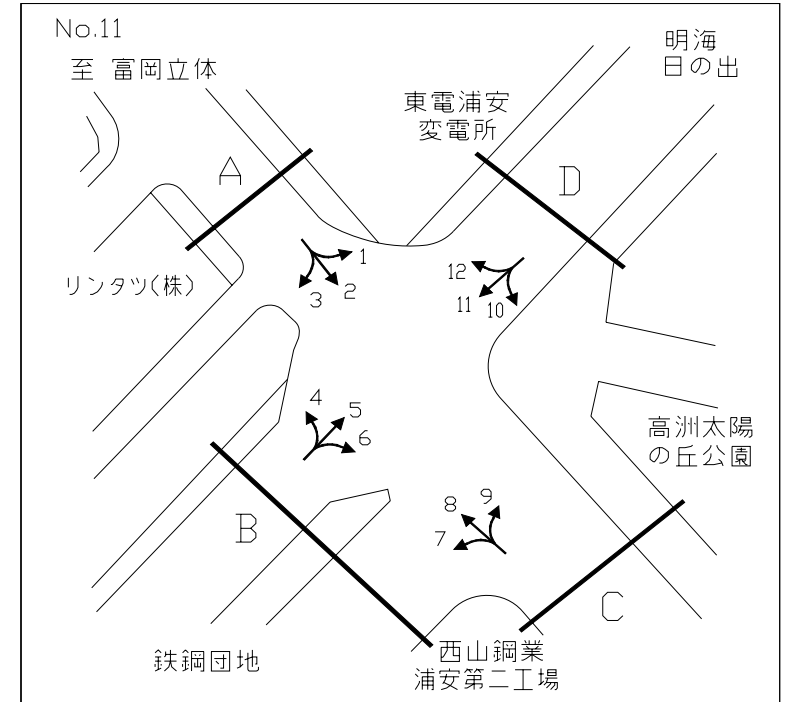 No.11
至 富岡立体
明海
日の出
東電浦安
変電所
A
D
リンタツ(株)
1
2
3
12
11
10
4
5
6
高洲太陽
の丘公園
9
8
7
B
C
鉄鋼団地
西山鋼業
浦安第二工場